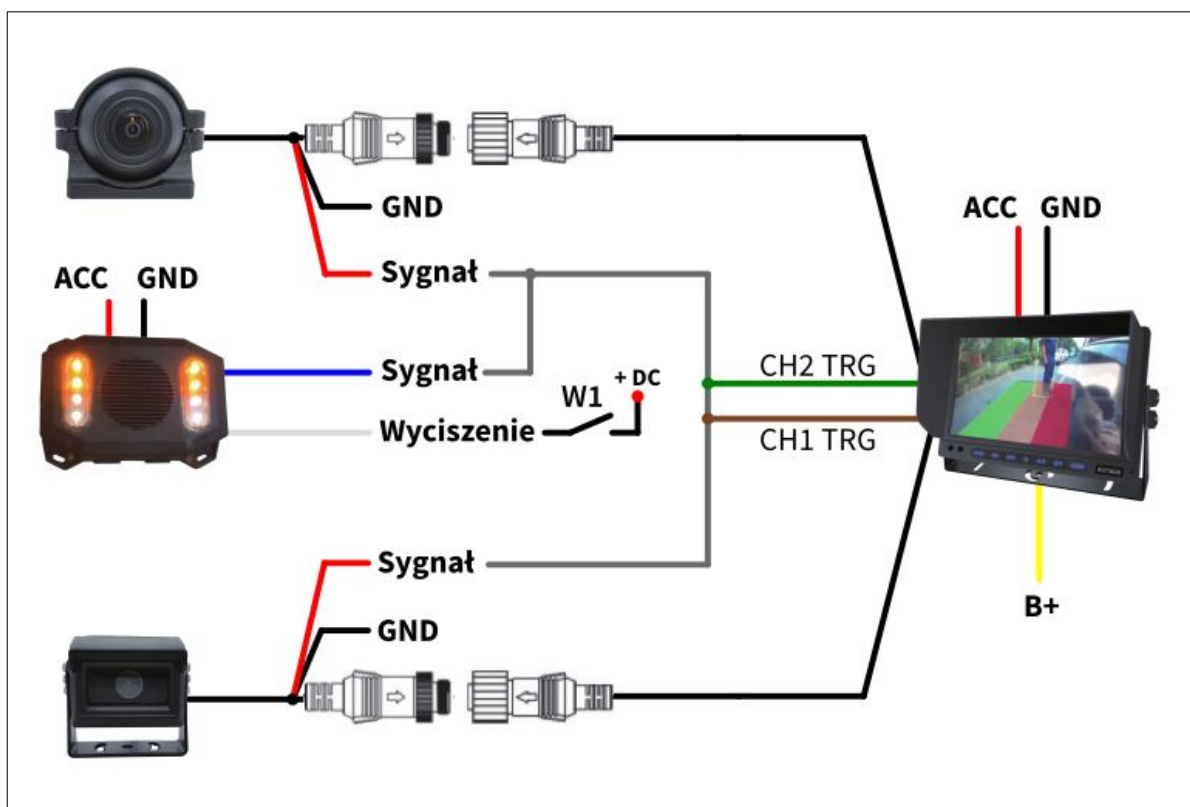 GND
ACC GND
Sygnał
ACC GND
Sygnał
CH2 TRG
W1
+ DC
Wyciszenie
CH1 TRG
Sygnał
B+
GND